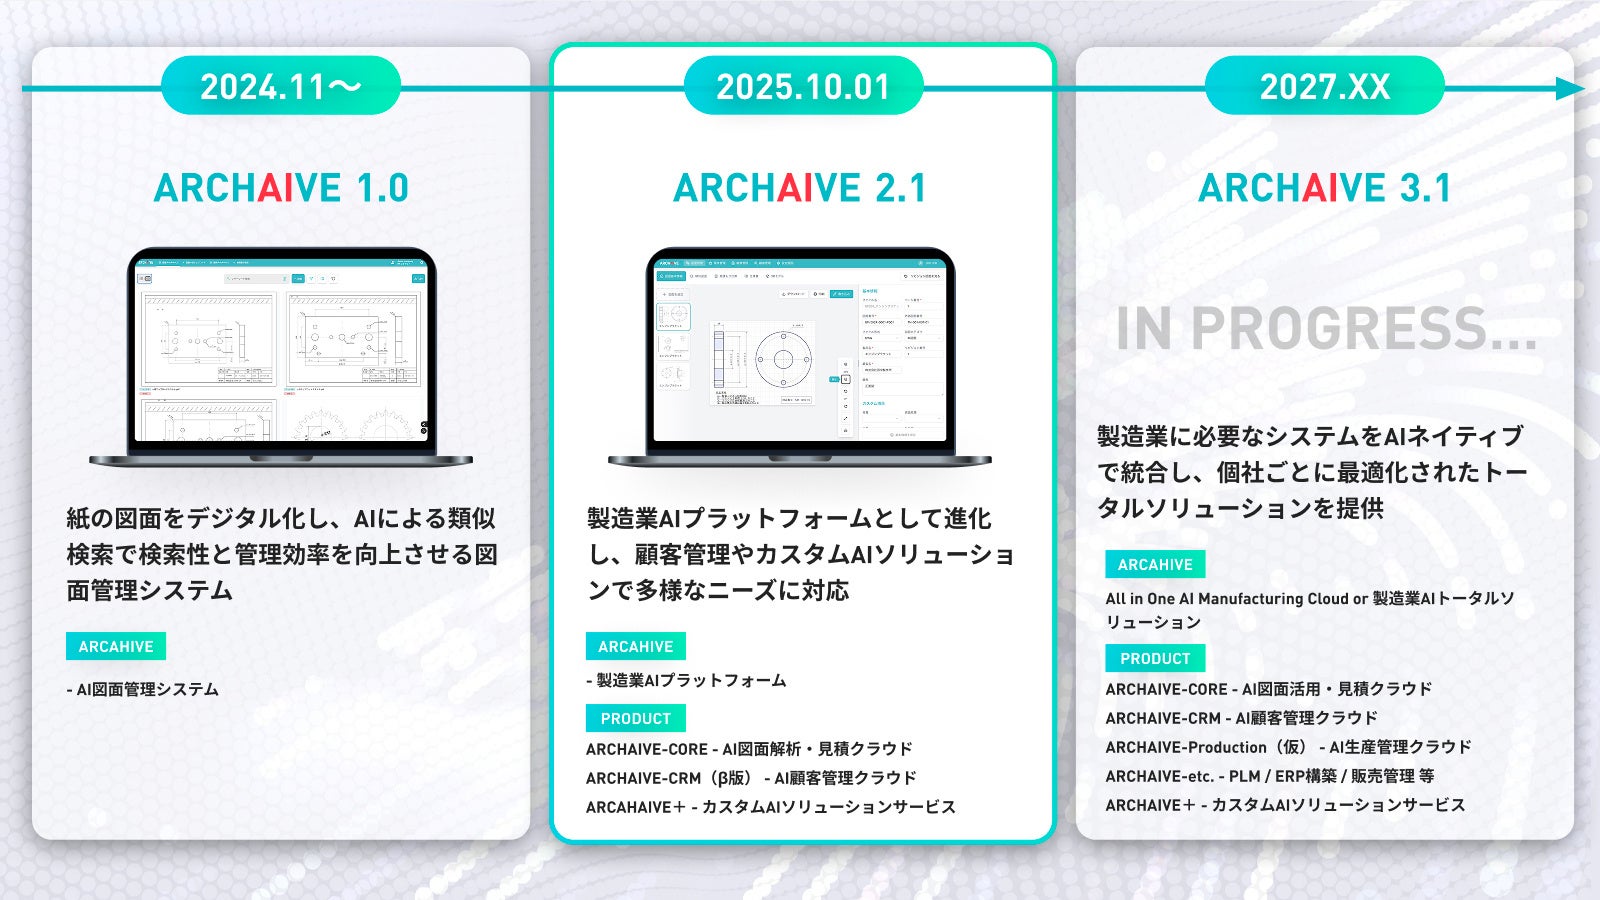 2024.11～
ARCHAIVE 1.0
紙の図面をデジタル化し、AIによる類似
検索で検索性と管理効率を向上させる図
面管理システム
ARCAHIVE
- AI図面管理システム
2025.10.01
ARCHAIVE 2.1
製造業AIプラットフォームとして進化
し、顧客管理やカスタムAIソリューショ
ンで多様なニーズに対応
ARCAHIVE
- 製造業AIプラットフォーム
PRODUCT
ARCHAIVE-CORE - AI図面解析・見積クラウド
ARCHAIVE-CRM（β版） - AI顧客管理クラウド
ARCAHAIVE＋ - カスタムAIソリューションサービス
2027.XX
ARCHAIVE 3.1
IN PROGRESS...
製造業に必要なシステムをAIネイティブ
で統合し、個社ごとに最適化されたトー
タルソリューションを提供
ARCAHIVE
All in One AI Manufacturing Cloud or 製造業AIトータルソ
リューション
PRODUCT
ARCHAIVE-CORE - AI図面活用・見積クラウド
ARCHAIVE-CRM - AI顧客管理クラウド
ARCHAIVE-Production（仮） - AI生産管理クラウド
ARCHAIVE-etc. - PLM / ERP構築 / 販売管理 等
ARCHAIVE＋ - カスタムAIソリューションサービス